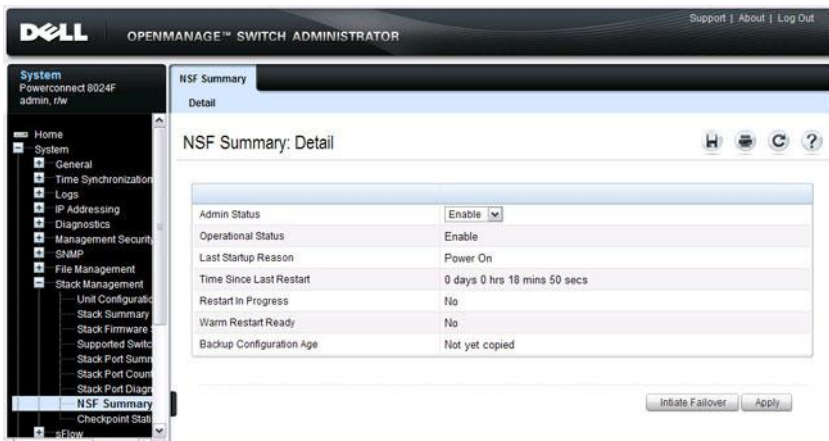 Support | About | Log Out
DELL
OPENMANAGE™ SWITCH ADMINISTRATOR
System
Powerconnect 8024F
admin, r/w
Home
System
General
Time Synchronization
Logs
IP Addressing
Diagnostics
Management Security
SNMP
File Management
Stack Management
Unit Configuratio
Stack Summary
Stack Firmware
Supported Switc
Stack Port Summ
Stack Port Count
Stack Port Diagn
NSF Summary
Checkpoint Stati
sFlow
NSF Summary
Detail
NSF Summary: Detail
Admin Status Enable
Operational Status Enable
Last Startup Reason Power On
Time Since Last Restart 0 days 0 hrs 18 mins 50 secs
Restart In Progress No
Warm Restart Ready No
Backup Configuration Age Not yet copied
Intiate Failover Apply